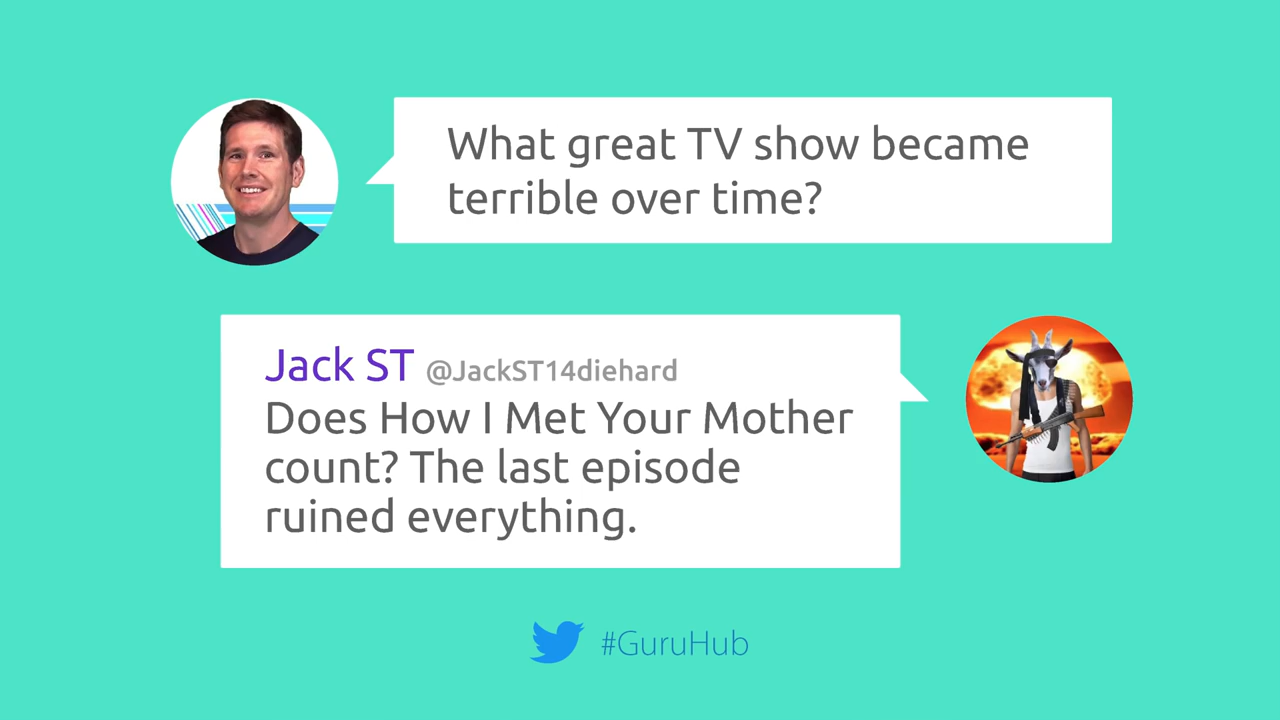 What great TV show became
terrible over time?
Jack ST @JackST14diehard
Does How I Met Your Mother
count? The last episode
ruined everything.
#GuruHub